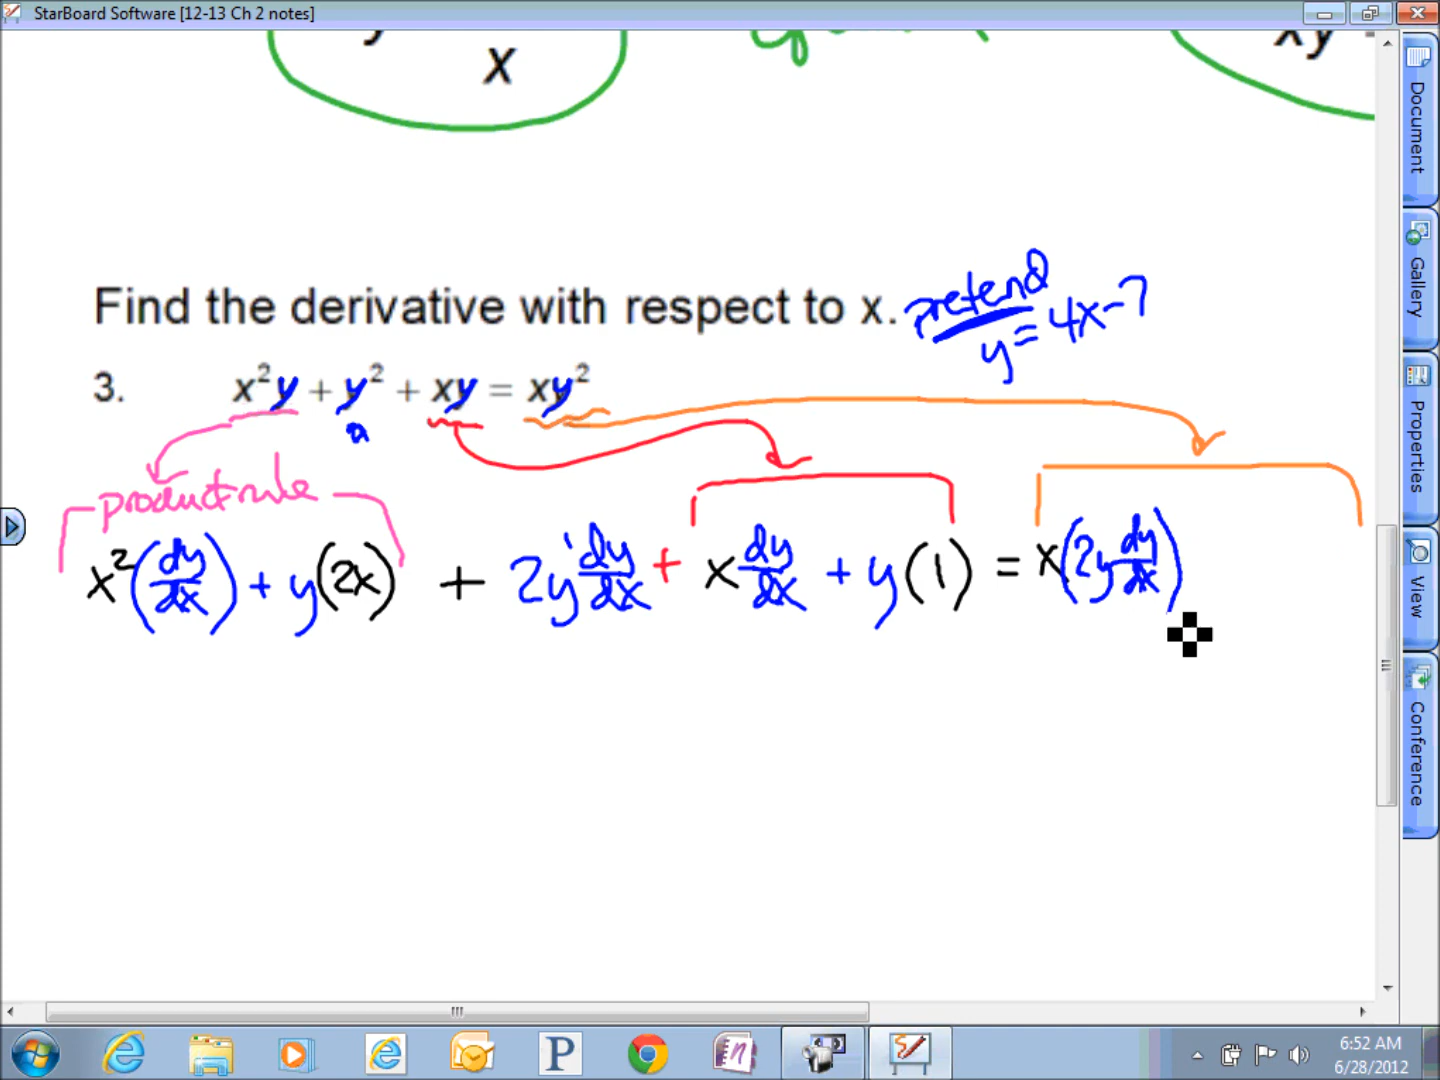 StarBoard Software [12-13 Ch 2 notes]
y
x
xy =
Find the derivative with respect to x.
pretend
y = 4x-7
3. x²y + y² + xy = xy²
product rule
x²(dy/dx) + y(2x) + 2y¹ dy/dx + x dy/dx + y(1) = x(2y dy/dx)
Document
Gallery
Properties
View
Conference
6:52 AM
6/28/2012